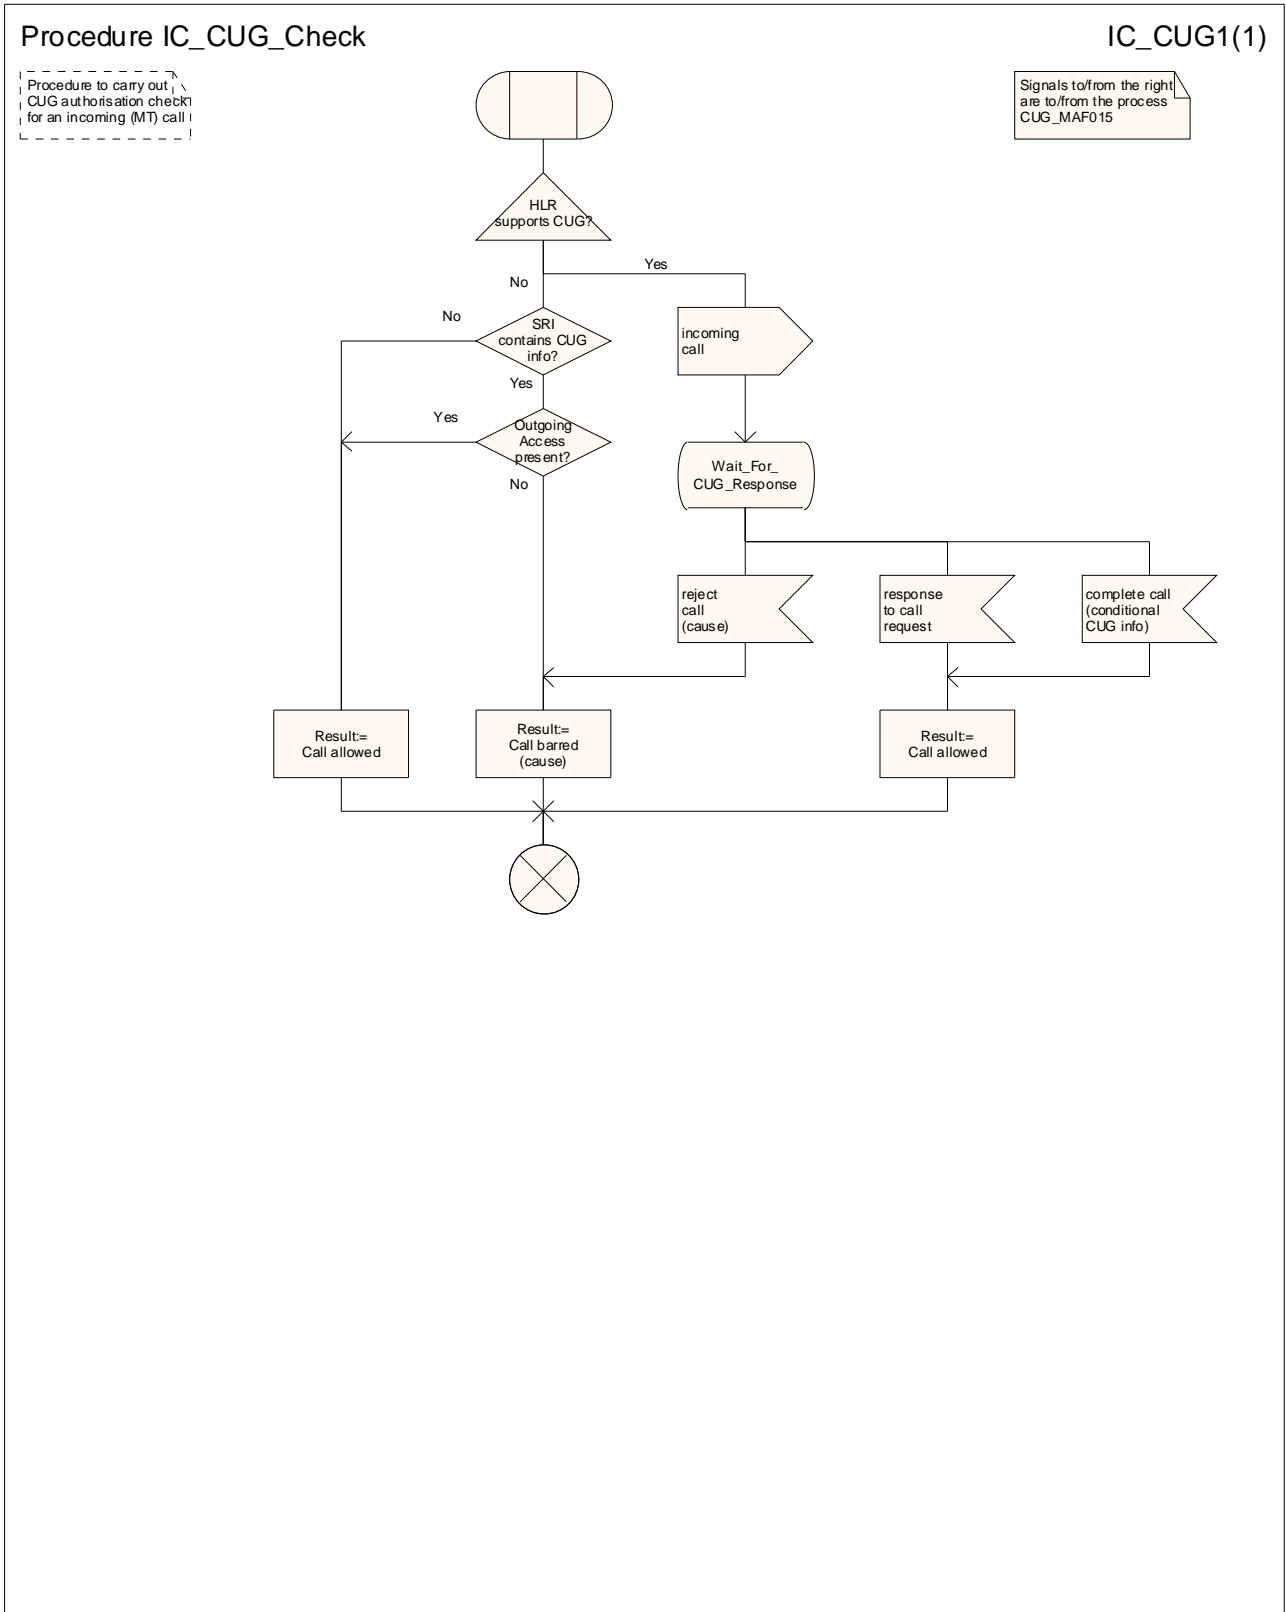 Procedure IC_CUG_Check
IC_CUG1(1)
Procedure to carry out
CUG authorisation check
for an incoming (MT) call
Signals to/from the right
are to/from the process
CUG_MAF015
HLR
supports CUG?
Yes
No
No
SRI
contains CUG
info?
incoming
call
Yes
Yes
Outgoing
Access
present?
No
Wait_For_
CUG_Response
reject
call
(cause)
response
to call
request
complete call
(conditional
CUG info)
Result:=
Call allowed
Result:=
Call barred
(cause)
Result:=
Call allowed